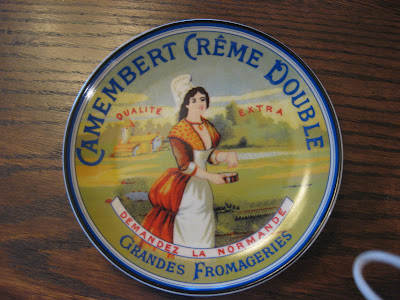 CAMEMBERT CRÊME DOUBLE
QUALITÉ EXTRA
DEMANDEZ LA NORMANDE
GRANDES FROMAGERIES